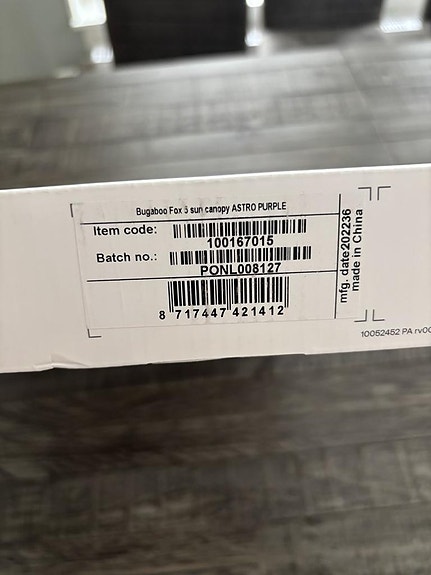 Bugaboo Fox 5 sun canopy ASTRO PURPLE
Item code:
100167015
Batch no.:
PONL008127
8 717447 421412
mfg. date202236
made in China
10052452 PA rv00